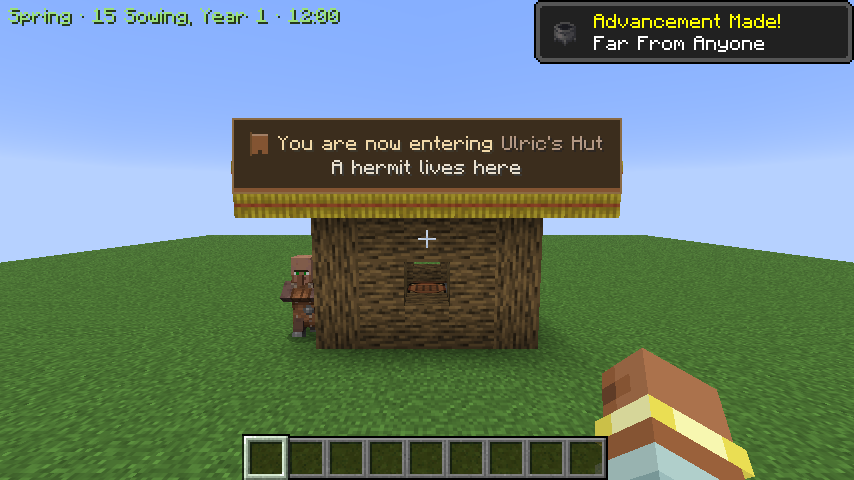 Spring · 15 Sowing, Year 1 · 12:00
Advancement Made!
Far From Anyone
You are now entering Ulric's Hut
A hermit lives here